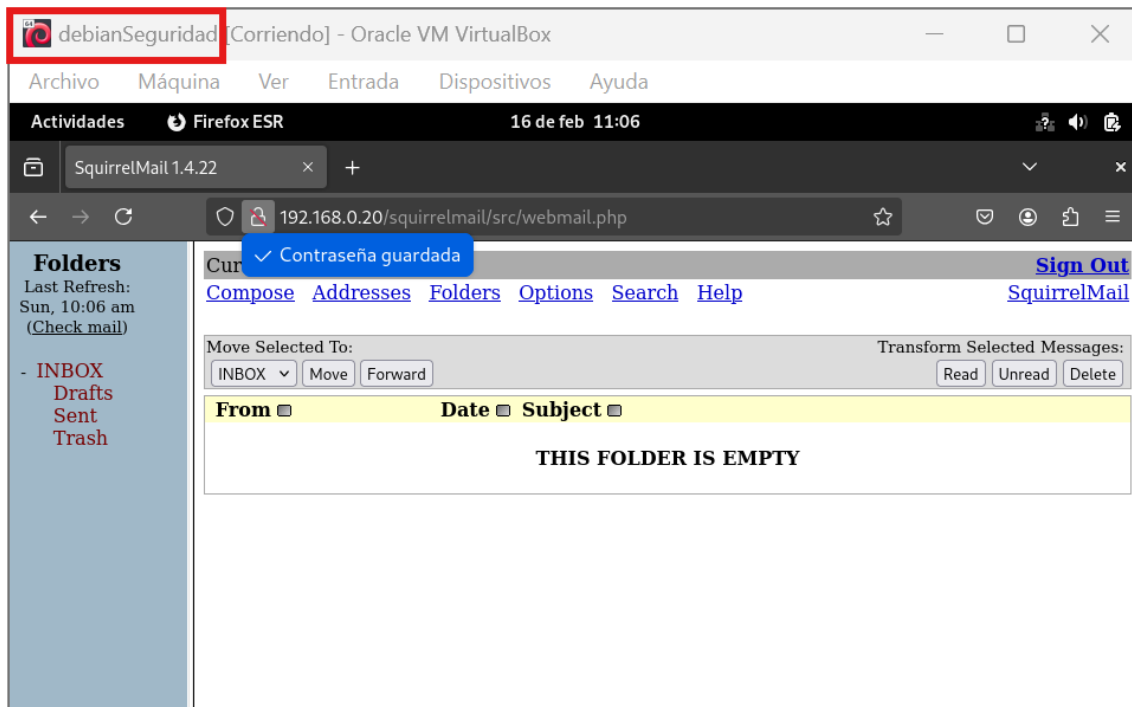 debianSeguridad [Corriendo] - Oracle VM VirtualBox
Archivo Máquina Ver Entrada Dispositivos Ayuda
Actividades Firefox ESR 16 de feb 11:06
SquirrelMail 1.4.22
192.168.0.20/squirrelmail/src/webmail.php
Contraseña guardada
Folders
Last Refresh:
Sun, 10:06 am
(Check mail)
- INBOX
Drafts
Sent
Trash
Cur Sign Out
Compose Addresses Folders Options Search Help SquirrelMail
Move Selected To: Transform Selected Messages:
INBOX Move Forward Read Unread Delete
From Date Subject
THIS FOLDER IS EMPTY